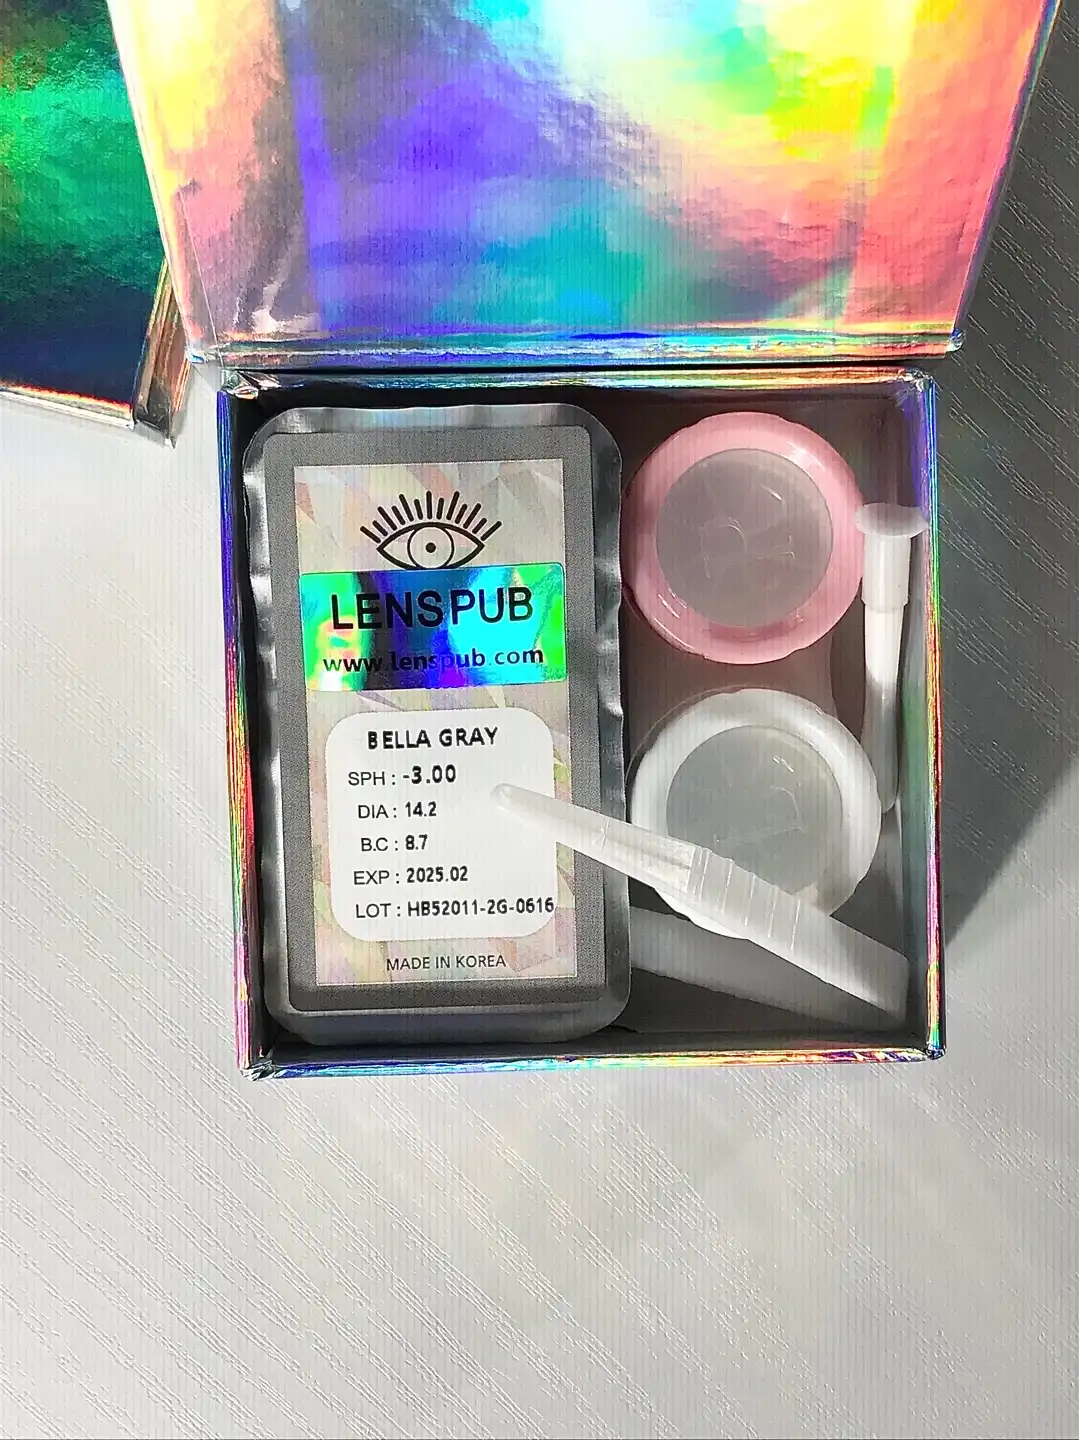 LENSPUB
www.lenspub.com
BELLA GRAY
SPH : -3.00
DIA : 14.2
B.C : 8.7
EXP : 2025.02
LOT : HB52011-2G-0616
MADE IN KOREA
R
L